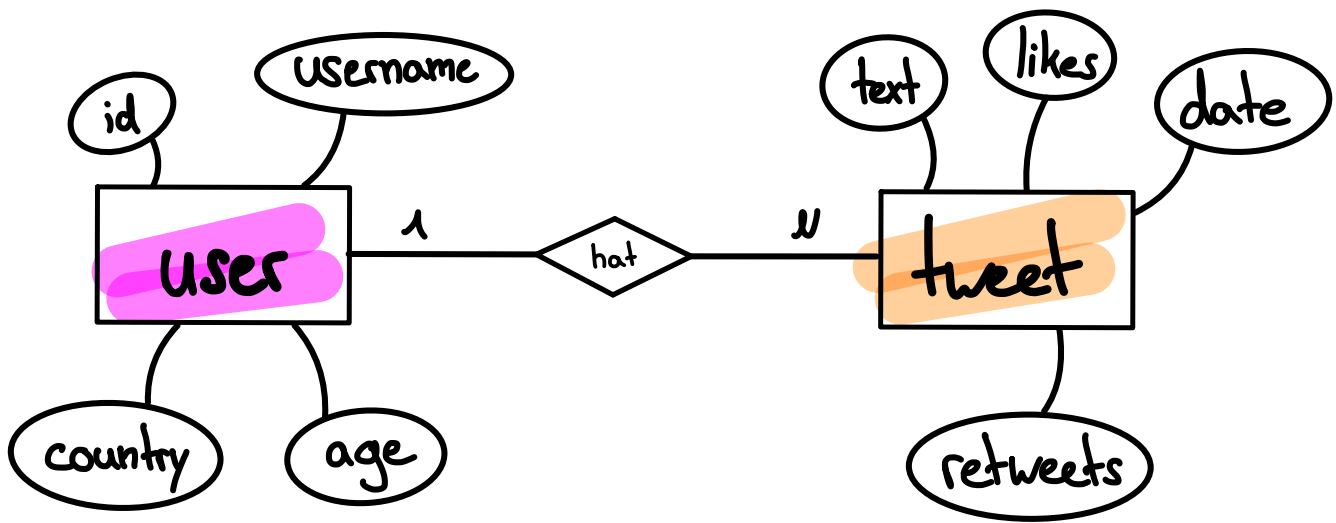 id
username
user
country
age
1
hat
N
text
likes
date
tweet
retweets